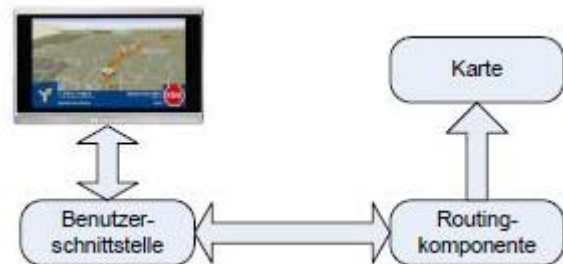 Karte
Benutzer-
schnittstelle
Routing-
komponente